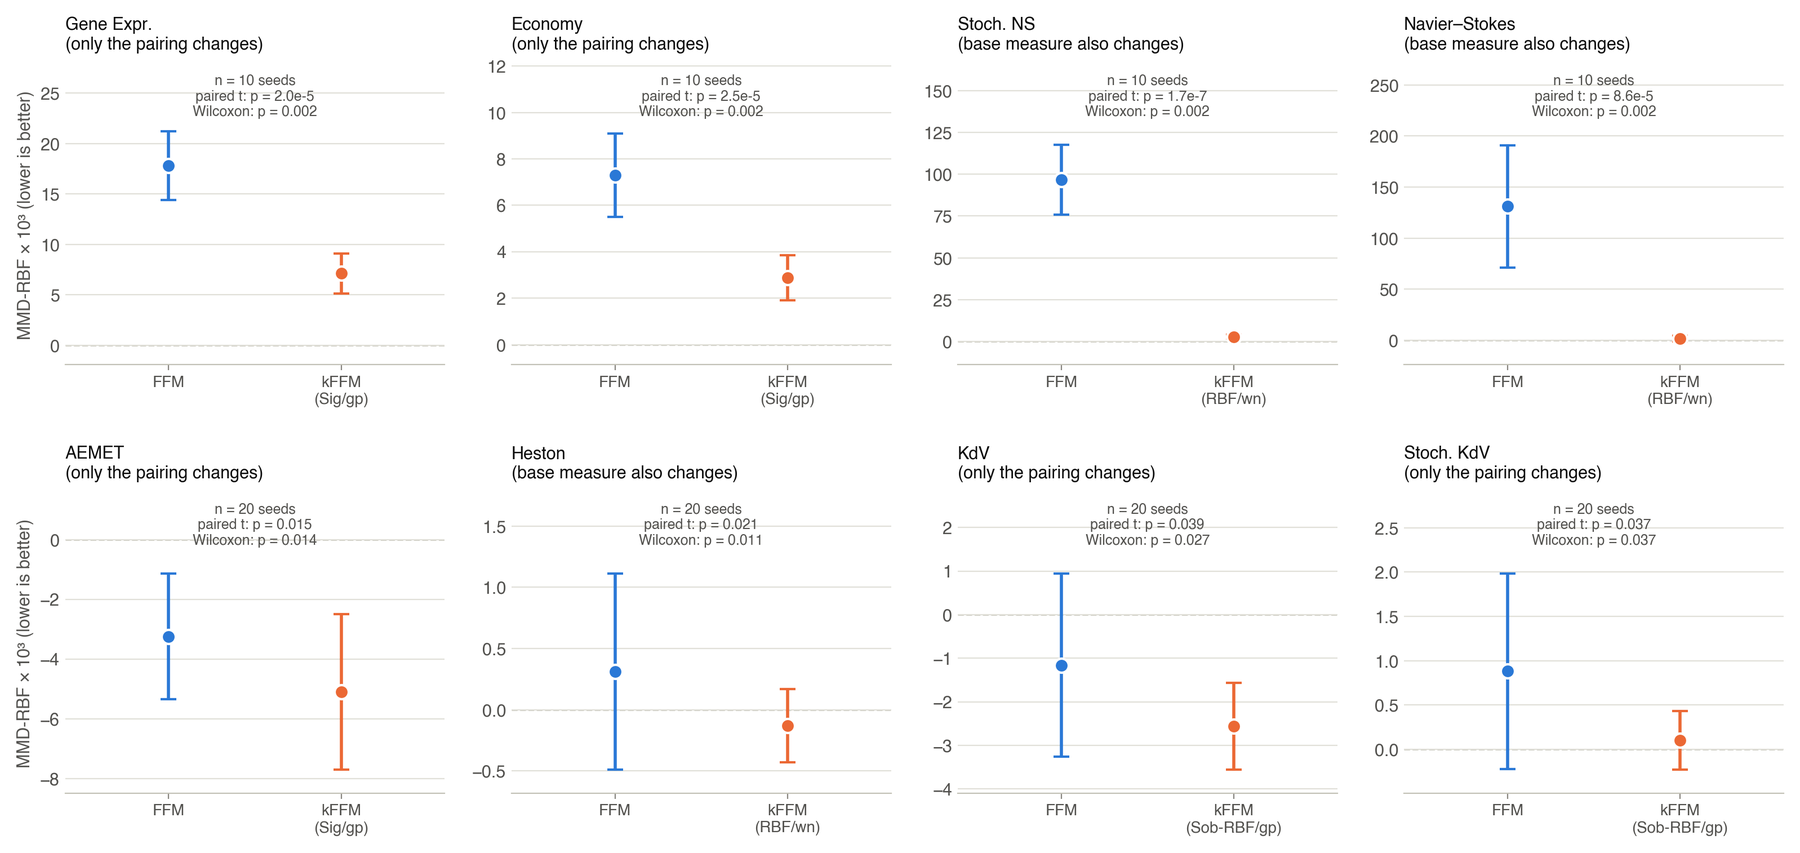 Gene Expr.
(only the pairing changes)
n = 10 seeds
paired t: p = 2.0e-5
Wilcoxon: p = 0.002
MMD-RBF × 10³ (lower is better)
25
20
15
10
5
0
FFM
kFFM
(Sig/gp)
Economy
(only the pairing changes)
n = 10 seeds
paired t: p = 2.5e-5
Wilcoxon: p = 0.002
12
10
8
6
4
2
0
FFM
kFFM
(Sig/gp)
Stoch. NS
(base measure also changes)
n = 10 seeds
paired t: p = 1.7e-7
Wilcoxon: p = 0.002
150
125
100
75
50
25
0
FFM
kFFM
(RBF/wn)
Navier–Stokes
(base measure also changes)
n = 10 seeds
paired t: p = 8.6e-5
Wilcoxon: p = 0.002
250
200
150
100
50
0
FFM
kFFM
(RBF/wn)
AEMET
(only the pairing changes)
n = 20 seeds
paired t: p = 0.015
Wilcoxon: p = 0.014
MMD-RBF × 10³ (lower is better)
0
−2
−4
−6
−8
FFM
kFFM
(Sig/gp)
Heston
(base measure also changes)
n = 20 seeds
paired t: p = 0.021
Wilcoxon: p = 0.011
1.5
1.0
0.5
0.0
−0.5
FFM
kFFM
(RBF/wn)
KdV
(only the pairing changes)
n = 20 seeds
paired t: p = 0.039
Wilcoxon: p = 0.027
2
1
0
−1
−2
−3
−4
FFM
kFFM
(Sob-RBF/gp)
Stoch. KdV
(only the pairing changes)
n = 20 seeds
paired t: p = 0.037
Wilcoxon: p = 0.037
2.5
2.0
1.5
1.0
0.5
0.0
FFM
kFFM
(Sob-RBF/gp)